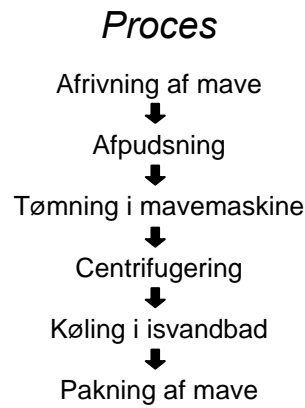 Proces
Afrivning af mave
Afpudsning
Tømning i mavemaskine
Centrifugering
Køling i isvandbad
Pakning af mave